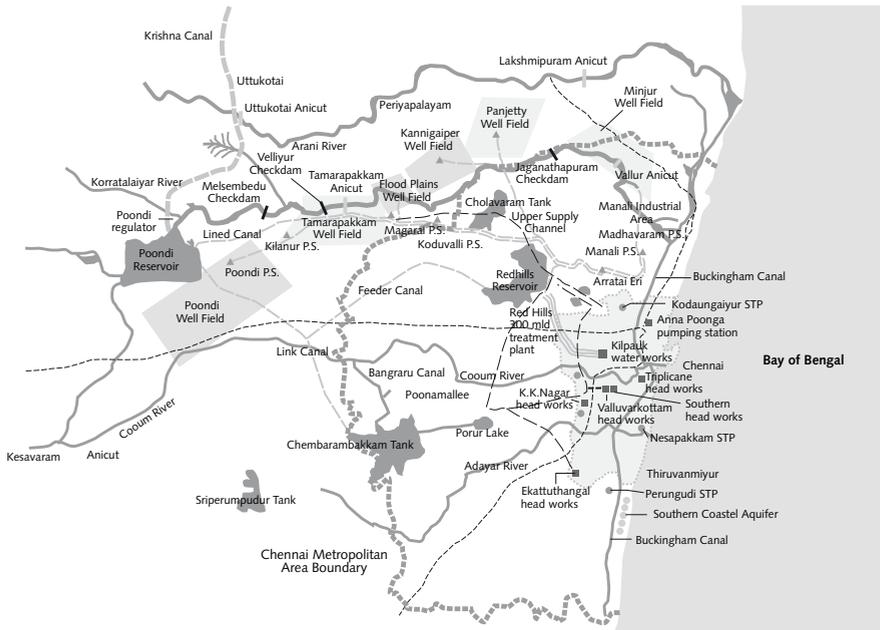 Krishna Canal
Lakshmipuram Anicut
Uttukotai
Minjur
Well Field
Uttukotai Anicut
Periyapalayam
Panjetty
Well Field
Kannigaiper
Well Field
Arani River
Velliyur
Checkdam
Jaganathapuram
Checkdam
Vallur Anicut
Tamarapakkam
Anicut
Korratalaiyar River
Melsembedu
Checkdam
Flood Plains
Well Field
Cholavaram Tank
Manali Industrial
Area
Poondi
regulator
Tamarapakkam
Well Field
Upper Supply
Channel
Lined Canal
Magaral P.S.
Madhavaram P.S.
Kilanur P.S.
Koduvalli P.S.
Manali P.S.
Poondi
Reservoir
Poondi P.S.
Redhills
Reservoir
Arratai Eri
Buckingham Canal
Feeder Canal
Poondi
Well Field
Kodaungaiyur STP
Red Hills
300 mld
treatment
plant
Anna Poonga
pumping station
Link Canal
Kilpauk
water works
Bay of Bengal
Chennai
Bangraru Canal
Cooum River
Triplicane
head works
Poonamallee
K.K.Nagar
head works
Valluvarkottam
head works
Southern
head works
Cooum River
Porur Lake
Nesapakkam STP
Chembarambakkam Tank
Kesavaram
Anicut
Adayar River
Thiruvanmiyur
Ekattuthangal
head works
Perungudi STP
Sriperumpudur Tank
Southern Coastel Aquifer
Buckingham Canal
Chennai Metropolitan
Area Boundary